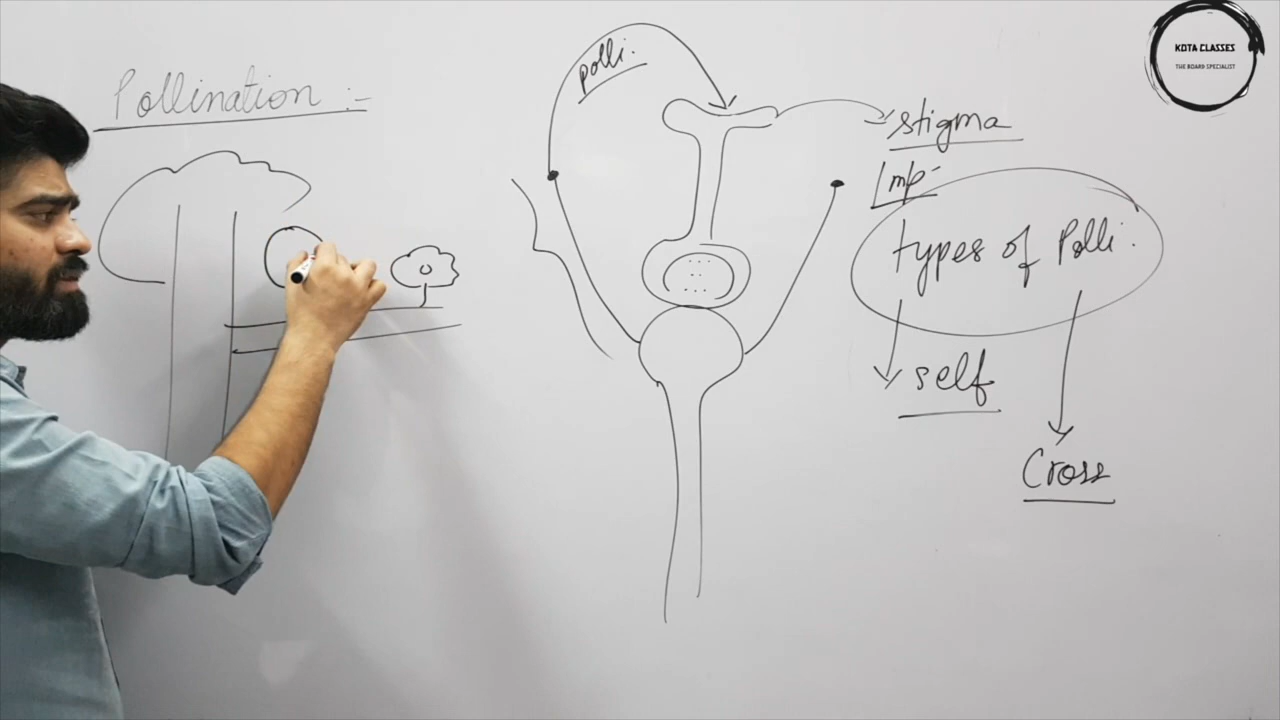 Pollination :-
polli.
stigma
Imp-
types of Polli.
self
Cross
KOTA CLASSES
THE BOARD SPECIALIST